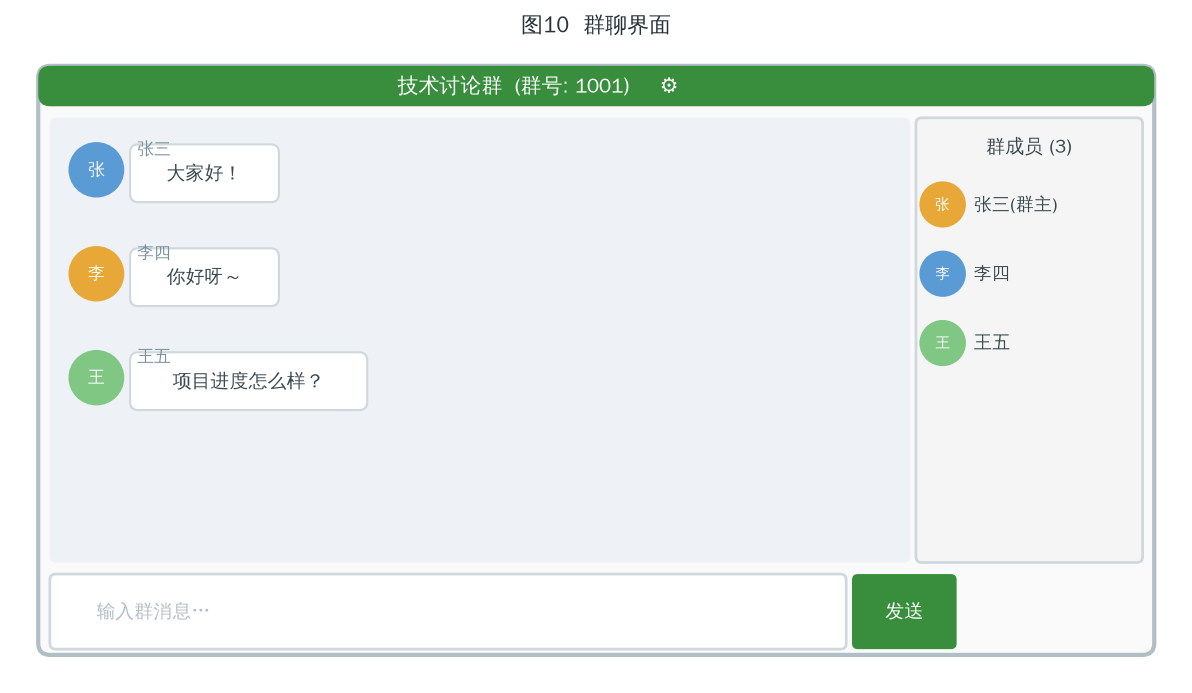 图10 群聊界面
技术讨论群 (群号: 1001) ⚙
张
张三
大家好！
李
李四
你好呀～
王
王五
项目进度怎么样？
群成员 (3)
张 张三(群主)
李 李四
王 王五
输入群消息…
发送